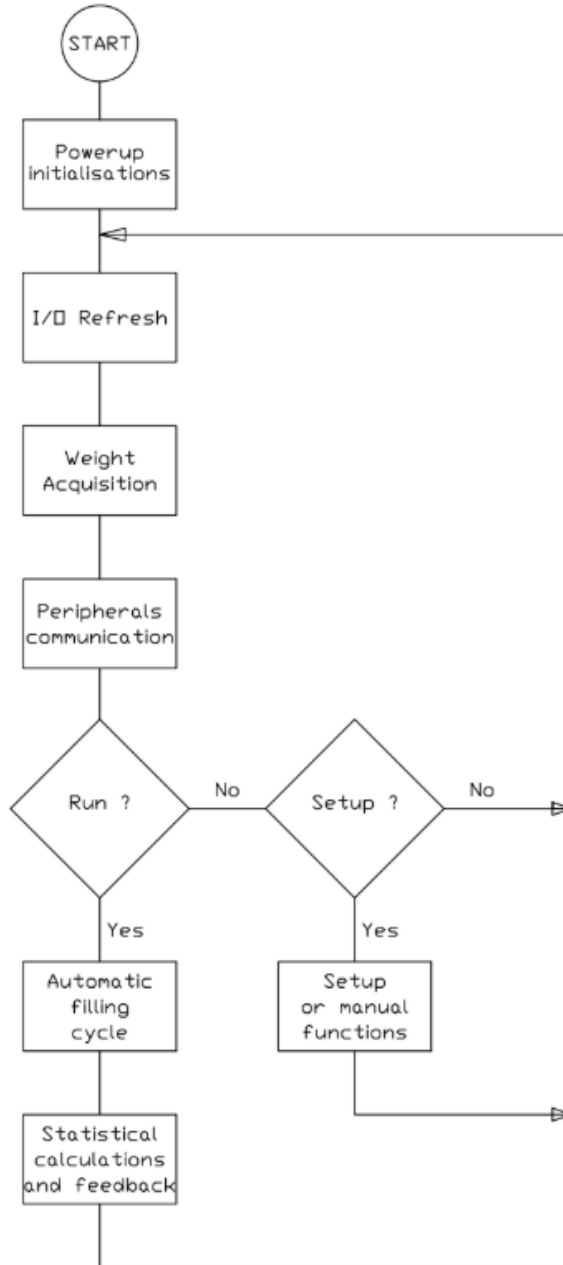 START
Powerup
initialisations
I/O Refresh
Weight
Acquisition
Peripherals
communication
Run ?
No
Setup ?
No
Yes
Yes
Automatic
filling
cycle
Setup
or manual
functions
Statistical
calculations
and feedback